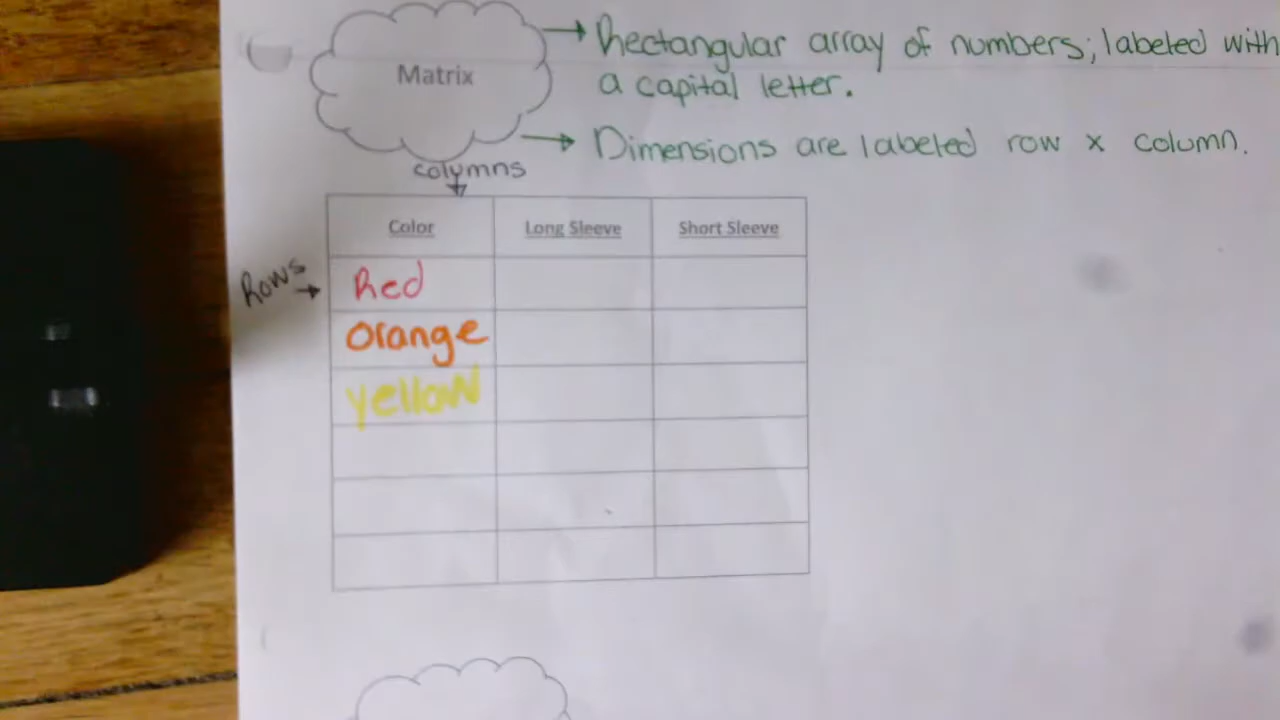 Matrix
→ Rectangular array of numbers; labeled with
a capital letter.
→ Dimensions are labeled row x column.
columns
Color Long Sleeve Short Sleeve
Rows →
Red
Orange
yellow